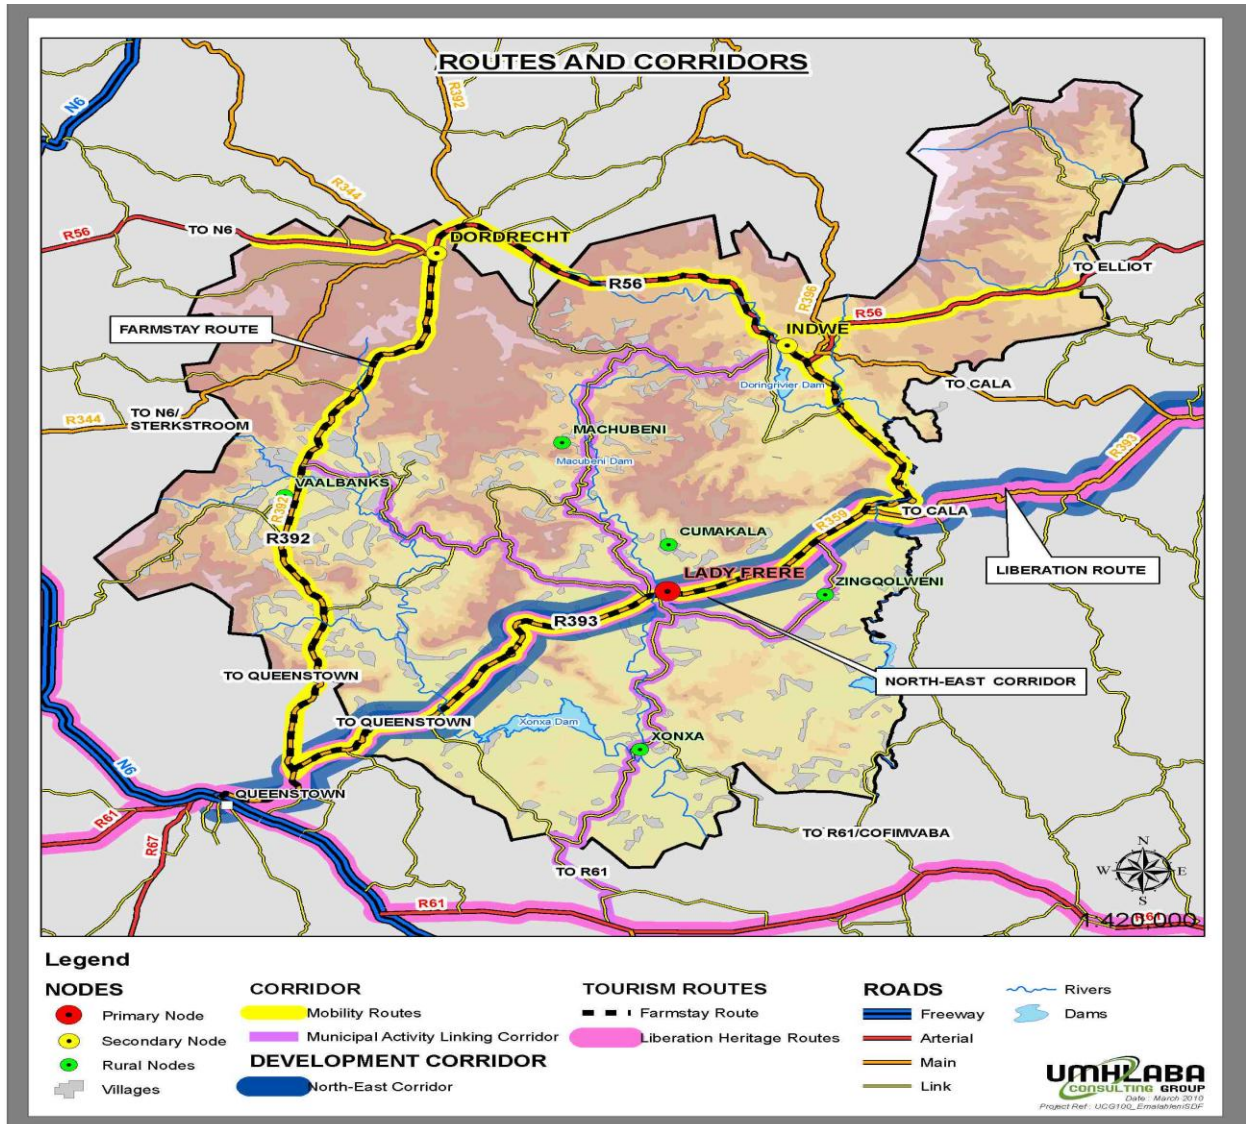 ROUTES AND CORRIDORS
N6
R392
R344
R56
TO N6
DORDRECHT
R56
TO ELLIOT
R396
R56
INDWE
FARMSTAY ROUTE
Doringrivier Dam
TO CALA
TO N6/
STERKSTROOM
R344
MACHUBENI
Macubeni Dam
R393
VAALBANKS
R392
R392
TO CALA
R359
CUMAKALA
LIBERATION ROUTE
LADY FRERE
ZINGQOLWENI
R393
TO QUEENSTOWN
NORTH-EAST CORRIDOR
TO QUEENSTOWN
Xonxa Dam
XONXA
N6
QUEENSTOWN
R61
R67
TO R61/COFIMVABA
TO R61
R61
N
W
E
S
R61
1:420,000
Legend
NODES
Primary Node
Secondary Node
Rural Nodes
Villages
CORRIDOR
Mobility Routes
Municipal Activity Linking Corridor
DEVELOPMENT CORRIDOR
North-East Corridor
TOURISM ROUTES
Farmstay Route
Liberation Heritage Routes
ROADS
Freeway
Arterial
Main
Link
Rivers
Dams
UMHLABA
CONSULTING GROUP
Date : March 2010
Project Ref : UCG100_EmalahleniSDF